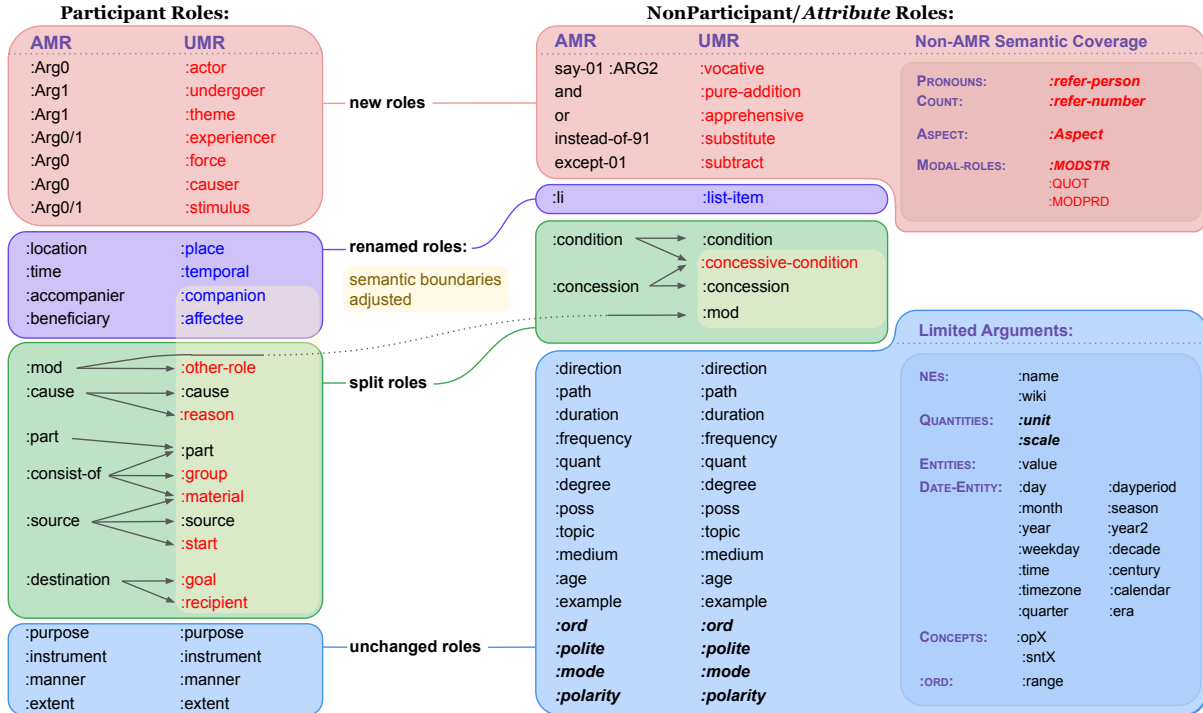 Participant Roles:
AMR UMR
:Arg0 :actor
:Arg1 :undergoer
:Arg1 :theme
:Arg0/1 :experiencer
:Arg0 :force
:Arg0 :causer
:Arg0/1 :stimulus
:location :place
:time :temporal
:accompanier :companion
:beneficiary :affectee
:mod :other-role
:cause :cause
:reason
:part
:part
:consist-of :group
:material
:source :source
:start
:destination :goal
:recipient
:purpose :purpose
:instrument :instrument
:manner :manner
:extent :extent
new roles
renamed roles:
semantic boundaries
adjusted
split roles
unchanged roles
NonParticipant/Attribute Roles:
AMR UMR
say-01 :ARG2 :vocative
and :pure-addition
or :apprehensive
instead-of-91 :substitute
except-01 :subtract
:li :list-item
:condition :condition
:concessive-condition
:concession :concession
:mod
:direction :direction
:path :path
:duration :duration
:frequency :frequency
:quant :quant
:degree :degree
:poss :poss
:topic :topic
:medium :medium
:age :age
:example :example
:ord :ord
:polite :polite
:mode :mode
:polarity :polarity
Non-AMR Semantic Coverage
PRONOUNS: :refer-person
COUNT: :refer-number
ASPECT: :Aspect
MODAL-ROLES: :MODSTR
:QUOT
:MODPRD
Limited Arguments:
NES: :name
:wiki
QUANTITIES: :unit
:scale
ENTITIES: :value
DATE-ENTITY: :day :dayperiod
:month :season
:year :year2
:weekday :decade
:time :century
:timezone :calendar
:quarter :era
CONCEPTS: :opX
:sntX
:ORD: :range